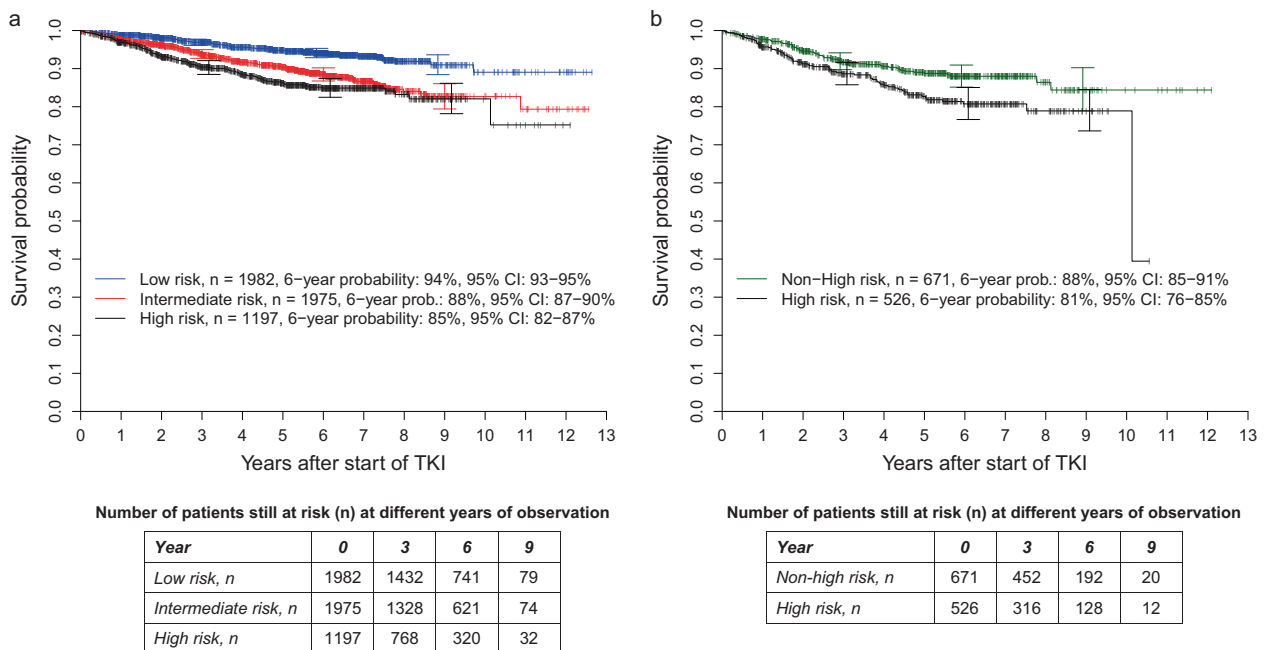 a
Survival probability
1.0
0.9
0.8
0.7
0.6
0.5
0.4
0.3
0.2
0.1
0.0
Low risk, n = 1982, 6−year probability: 94%, 95% CI: 93−95%
Intermediate risk, n = 1975, 6−year prob.: 88%, 95% CI: 87−90%
High risk, n = 1197, 6−year probability: 85%, 95% CI: 82−87%
0 1 2 3 4 5 6 7 8 9 10 11 12 13
Years after start of TKI
Number of patients still at risk (n) at different years of observation
Year 0 3 6 9
Low risk, n 1982 1432 741 79
Intermediate risk, n 1975 1328 621 74
High risk, n 1197 768 320 32
b
Survival probability
1.0
0.9
0.8
0.7
0.6
0.5
0.4
0.3
0.2
0.1
0.0
Non−High risk, n = 671, 6−year prob.: 88%, 95% CI: 85−91%
High risk, n = 526, 6−year probability: 81%, 95% CI: 76−85%
0 1 2 3 4 5 6 7 8 9 10 11 12 13
Years after start of TKI
Number of patients still at risk (n) at different years of observation
Year 0 3 6 9
Non-high risk, n 671 452 192 20
High risk, n 526 316 128 12